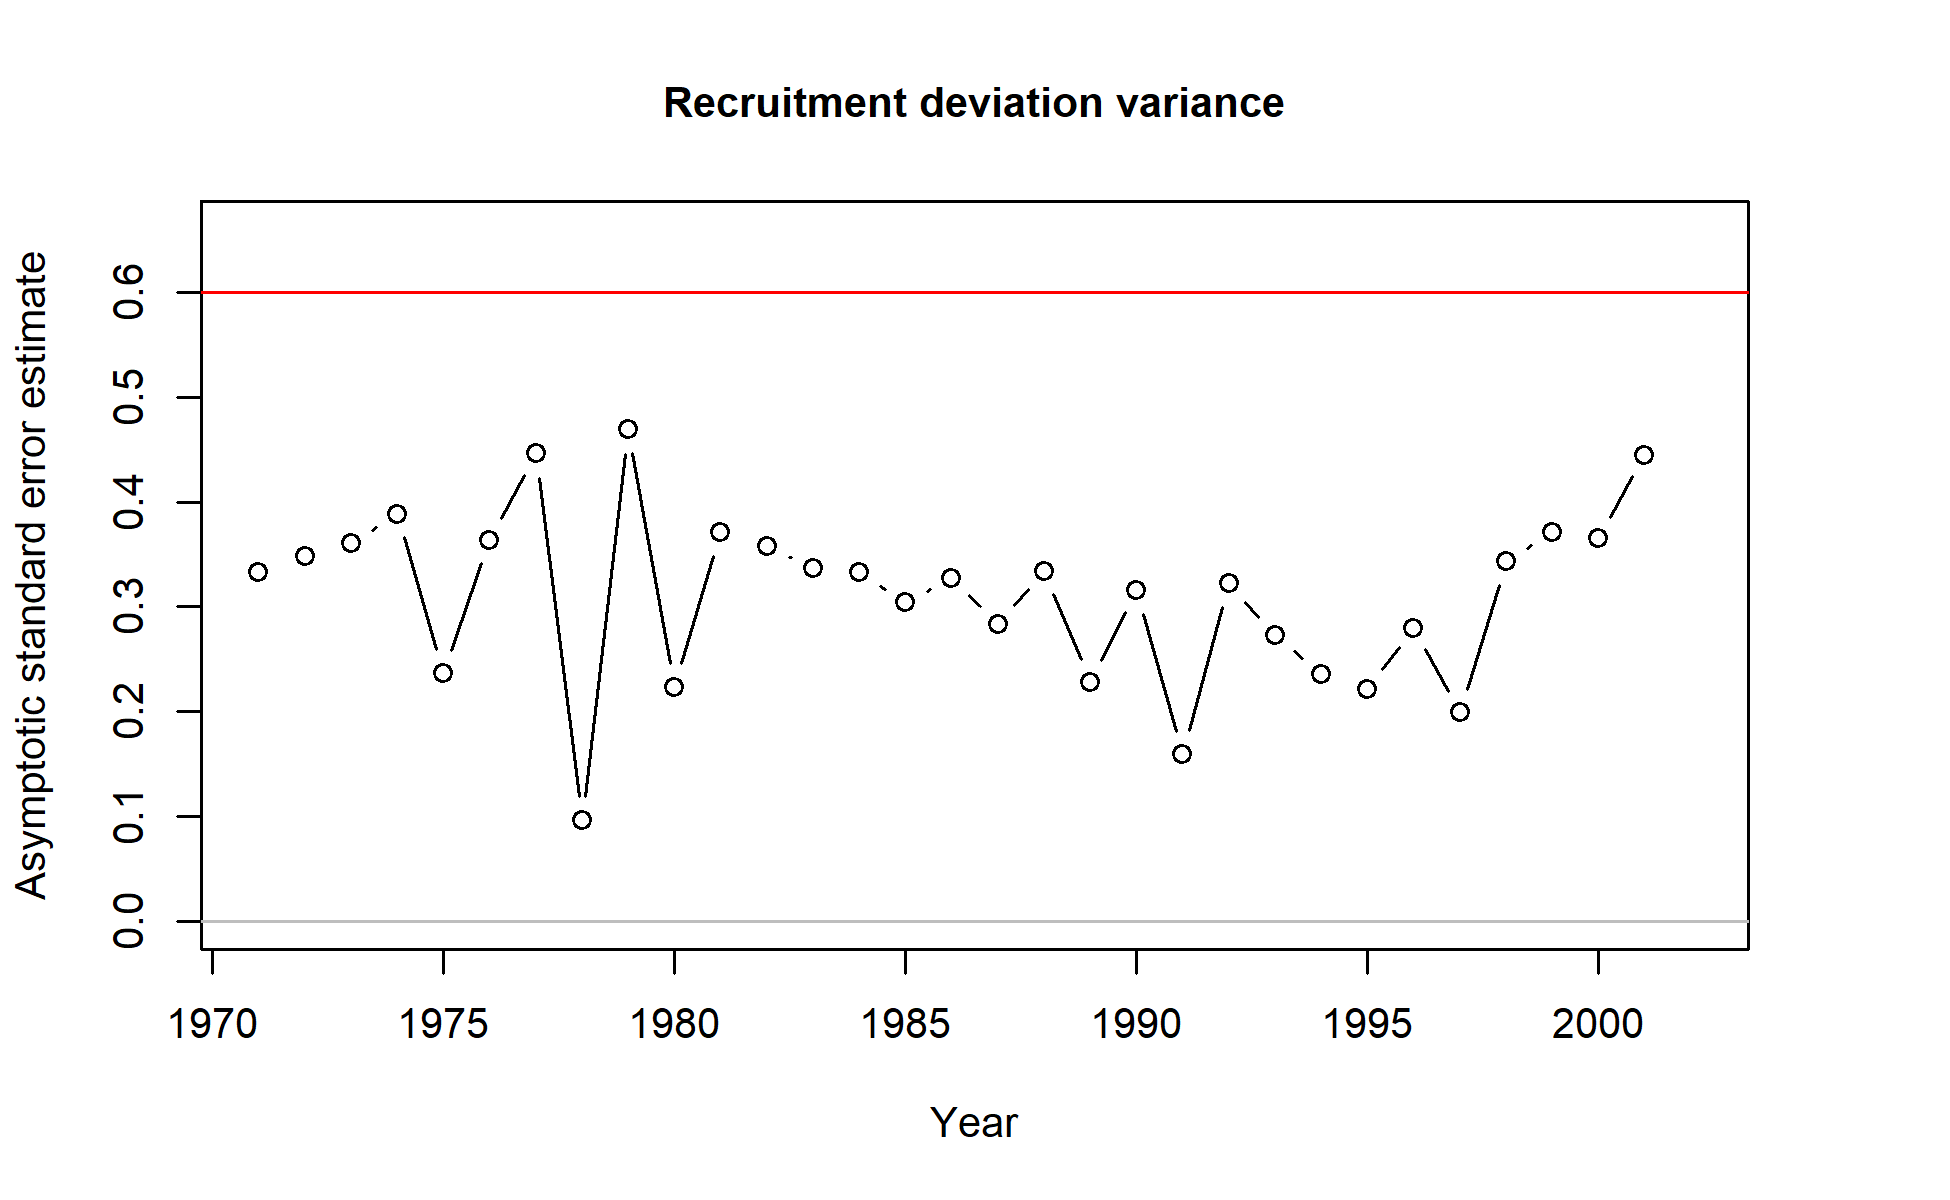 Recruitment deviation variance
Asymptotic standard error estimate
0.6
0.5
0.4
0.3
0.2
0.1
0.0
1970 1975 1980 1985 1990 1995 2000
Year